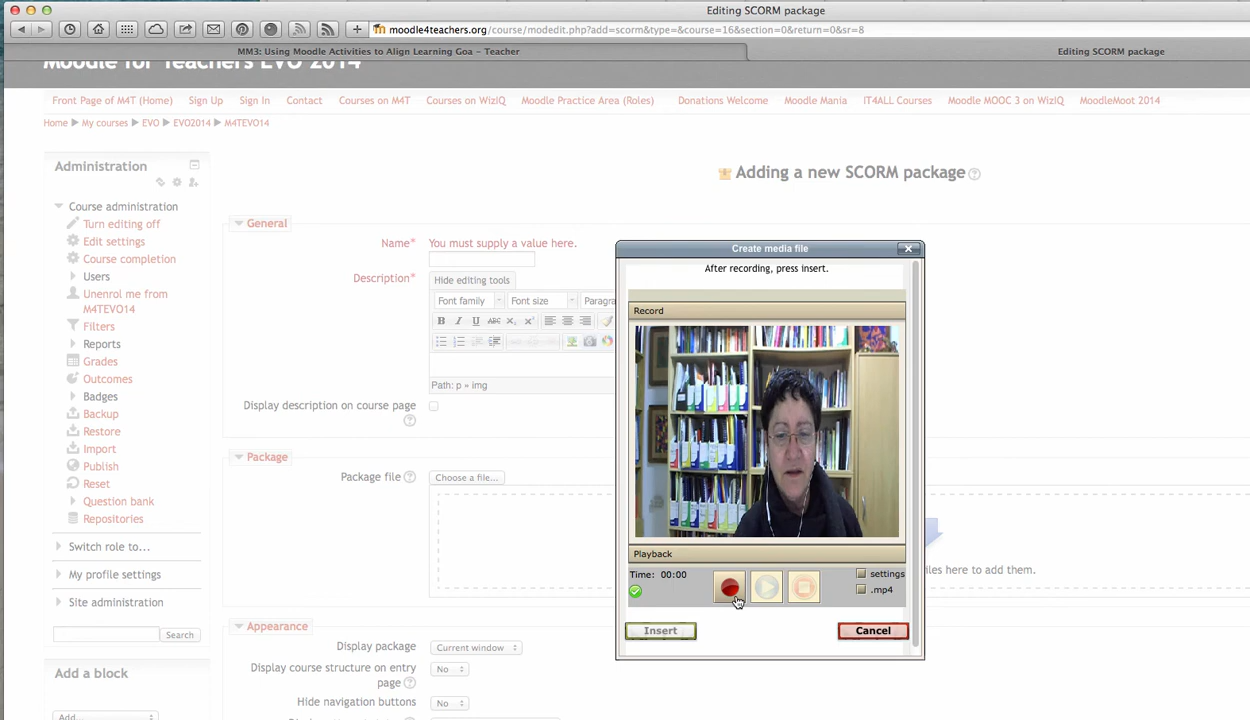 Editing SCORM package
moodle4teachers.org/course/modedit.php?add=scorm&type=&course=16&section=0&return=0&sr=8
MM3: Using Moodle Activities to Align Learning Goa – Teacher
Editing SCORM package
Moodle for Teachers EVO 2014
Front Page of M4T (Home) Sign Up Sign In Contact Courses on M4T Courses on WizIQ Moodle Practice Area (Roles) Donations Welcome Moodle Mania IT4ALL Courses Moodle MOOC 3 on WizIQ MoodleMoot 2014
Home ▶ My courses ▶ EVO ▶ EVO2014 ▶ M4TEVO14
Administration
Course administration
Turn editing off
Edit settings
Course completion
Users
Unenrol me from
M4TEVO14
Filters
Reports
Grades
Outcomes
Badges
Backup
Restore
Import
Publish
Reset
Question bank
Repositories
Switch role to...
My profile settings
Site administration
Search
Add a block
Add...
Adding a new SCORM package
General
Name*
You must supply a value here.
Description*
Hide editing tools
Font family
Font size
Paragra
B I U ABC
Path: p » img
Display description on course page
Package
Package file
Choose a file...
iles here to add them.
Appearance
Display package
Current window
Display course structure on entry
page
No
Hide navigation buttons
No
Create media file
After recording, press insert.
Record
Playback
Time: 00:00
settings
.mp4
Insert
Cancel